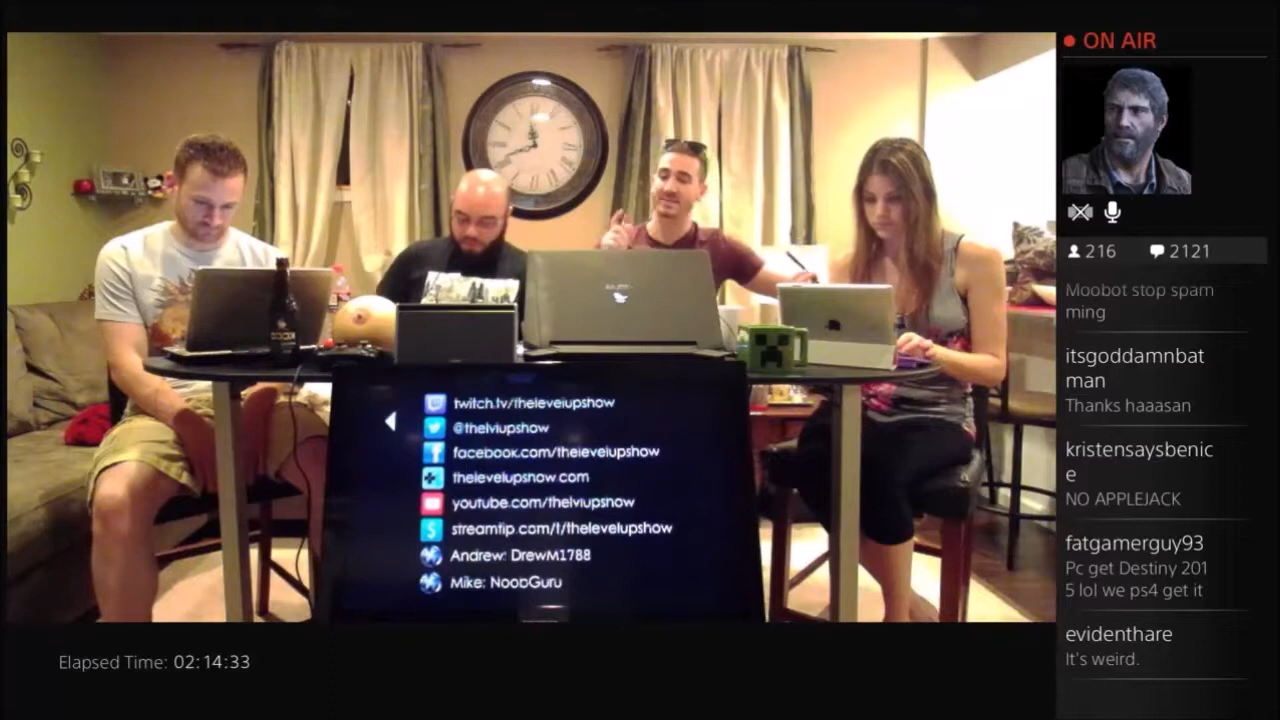 ON AIR
216 2121
Moobot stop spam
ming
itsgoddamnbat
man
Thanks haaasan
kristensaysbenic
e
NO APPLEJACK
fatgamerguy93
Pc get Destiny 201
5 lol we ps4 get it
evidenthare
It's weird.
twitch.tv/thelevelupshow
@thelvlupshow
facebook.com/thelevelupshow
thelevelupshow.com
youtube.com/thelvlupshow
streamtip.com/t/thelevelupshow
Andrew: DrewM1788
Mike: NoobGuru
Elapsed Time: 02:14:33